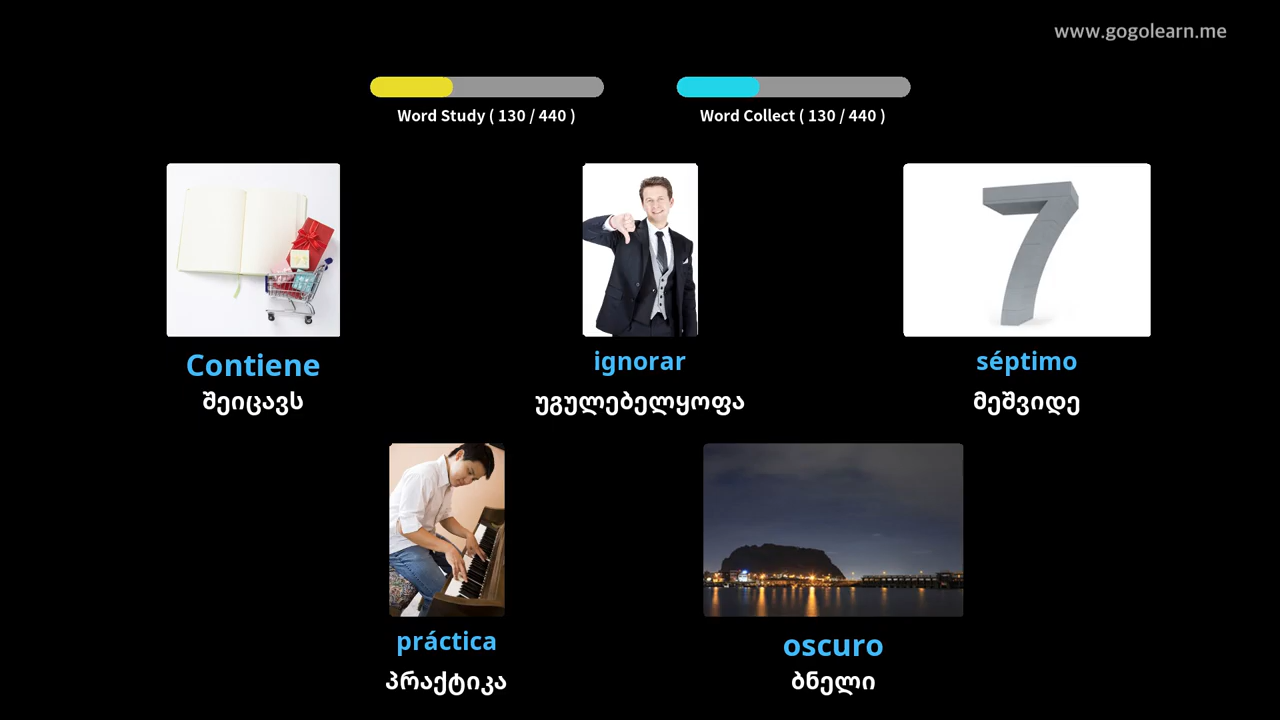 www.gogolearn.me
Word Study ( 130 / 440 )
Word Collect ( 130 / 440 )
Contiene
შეიცავს
ignorar
უგულებელყოფა
séptimo
მეშვიდე
práctica
პრაქტიკა
oscuro
ბნელი